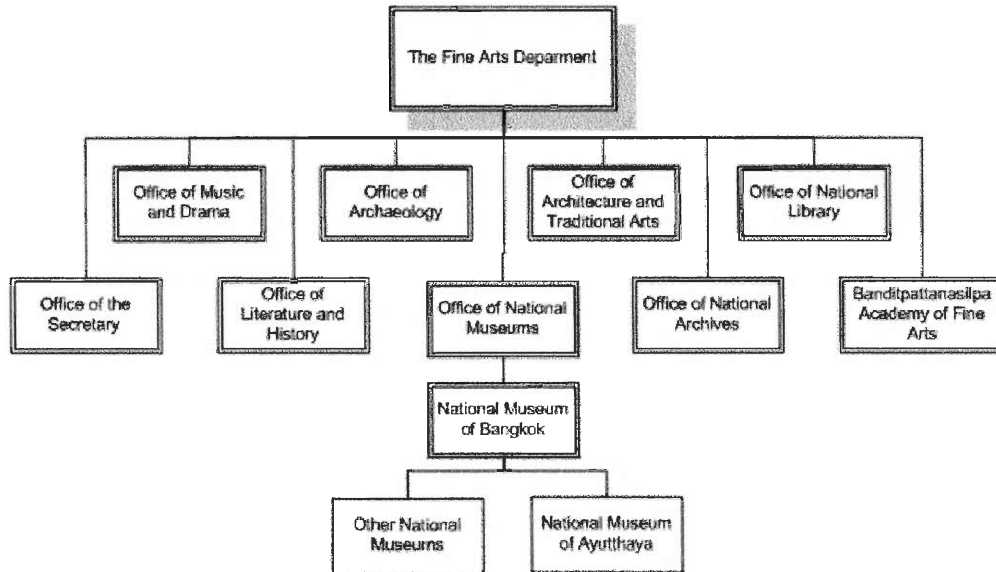 The Fine Arts Deparment
Office of Music
and Drama
Office of
Archaeology
Office of
Architecture and
Traditional Arts
Office of National
Library
Office of the
Secretary
Office of
Literature and
History
Office of National
Museums
Office of National
Archives
Banditpattanasilpa
Academy of Fine
Arts
National Museum
of Bangkok
Other National
Museums
National Museum
of Ayutthaya